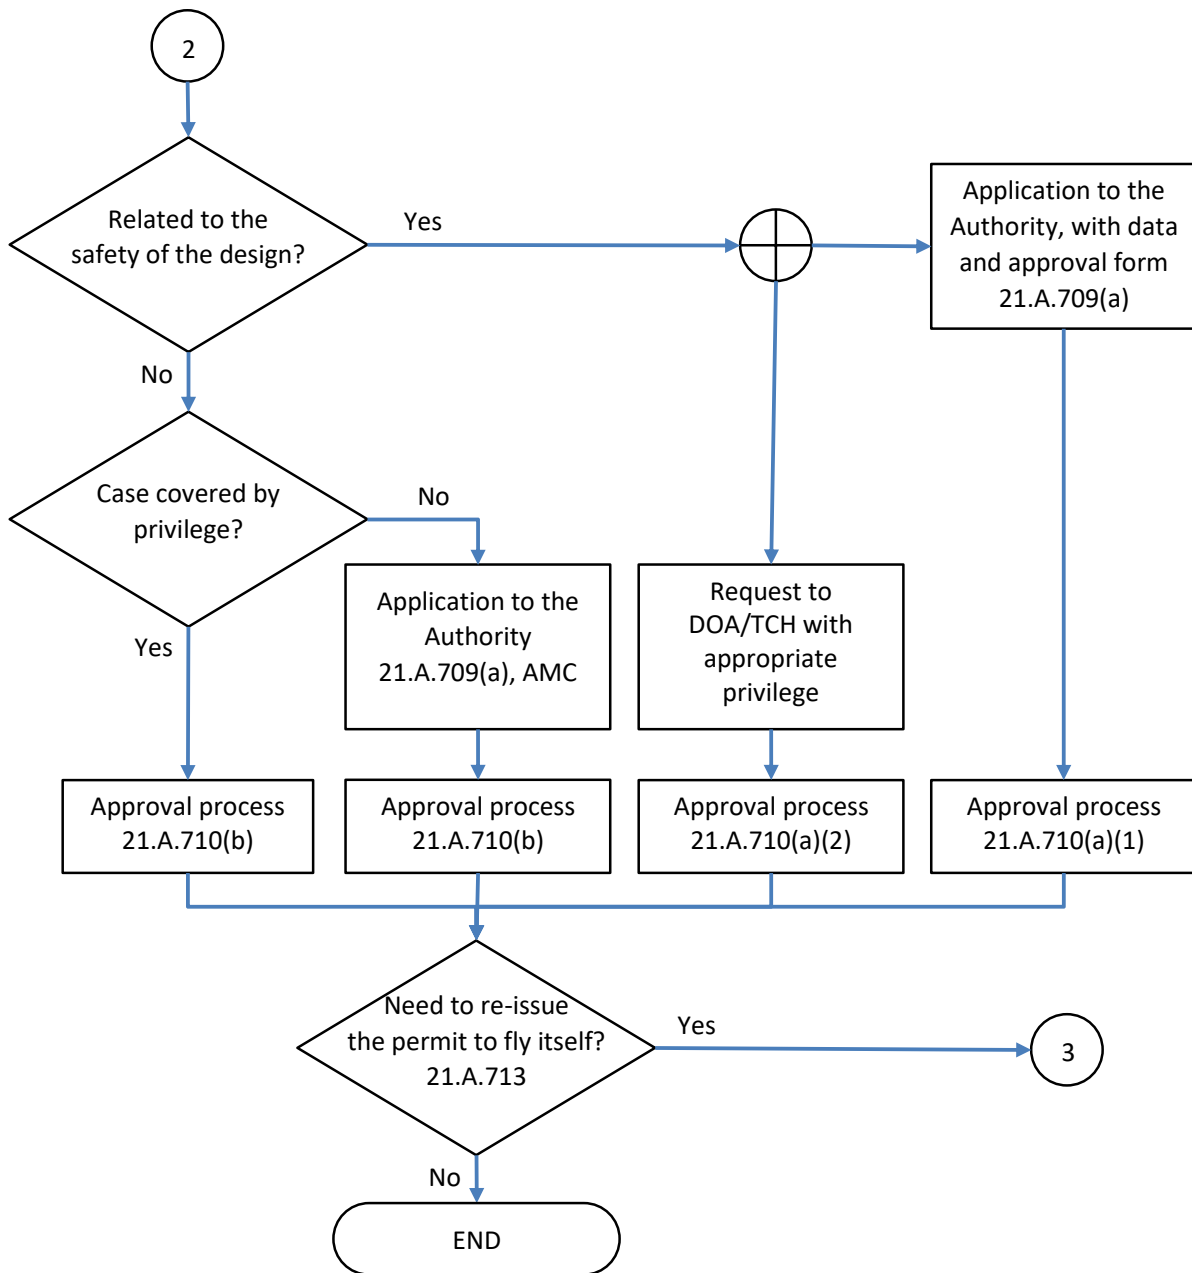 2
Related to the
safety of the design?
Yes
Application to the
Authority, with data
and approval form
21.A.709(a)
No
Case covered by
privilege?
No
Yes
Application to the
Authority
21.A.709(a), AMC
Request to
DOA/TCH with
appropriate
privilege
Approval process
21.A.710(b)
Approval process
21.A.710(b)
Approval process
21.A.710(a)(2)
Approval process
21.A.710(a)(1)
Need to re-issue
the permit to fly itself?
21.A.713
Yes
3
No
END